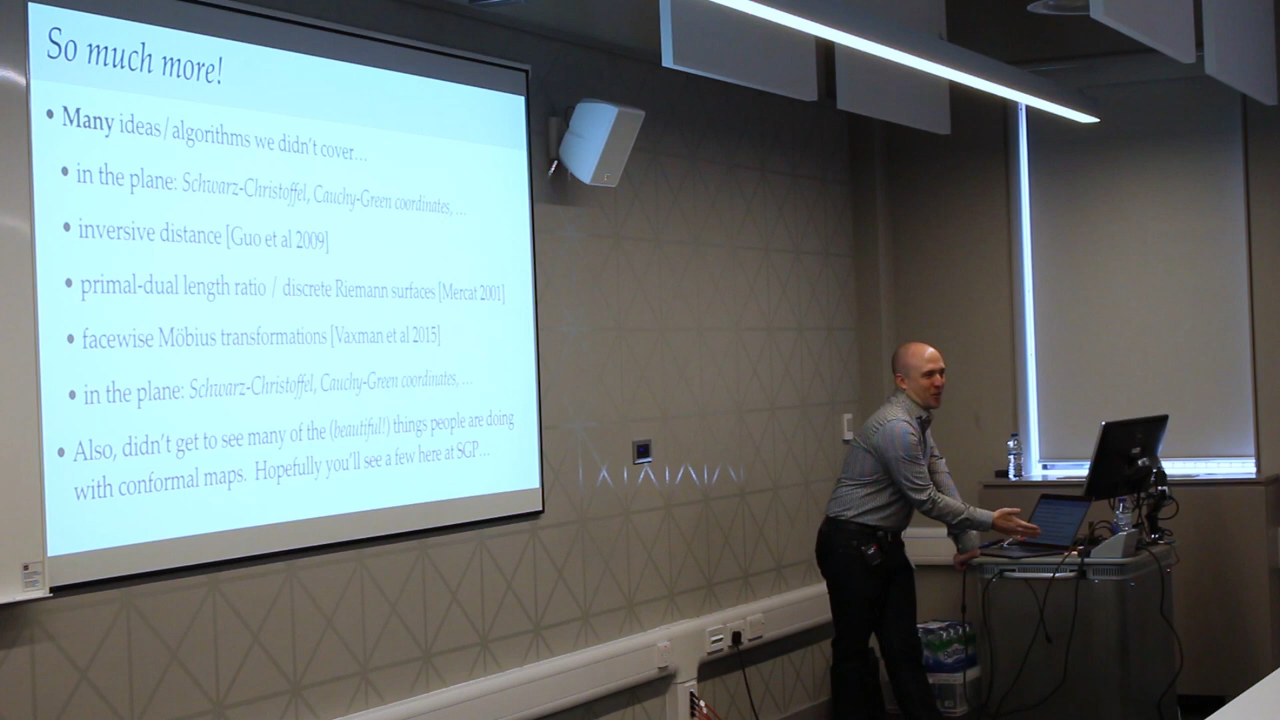 So much more!
• Many ideas/algorithms we didn't cover…
• in the plane: Schwarz-Christoffel, Cauchy-Green coordinates, …
• inversive distance [Guo et al 2009]
• primal-dual length ratio / discrete Riemann surfaces [Mercat 2001]
• facewise Möbius transformations [Vaxman et al 2015]
• in the plane: Schwarz-Christoffel, Cauchy-Green coordinates, …
• Also, didn't get to see many of the (beautiful!) things people are doing
with conformal maps. Hopefully you'll see a few here at SGP…